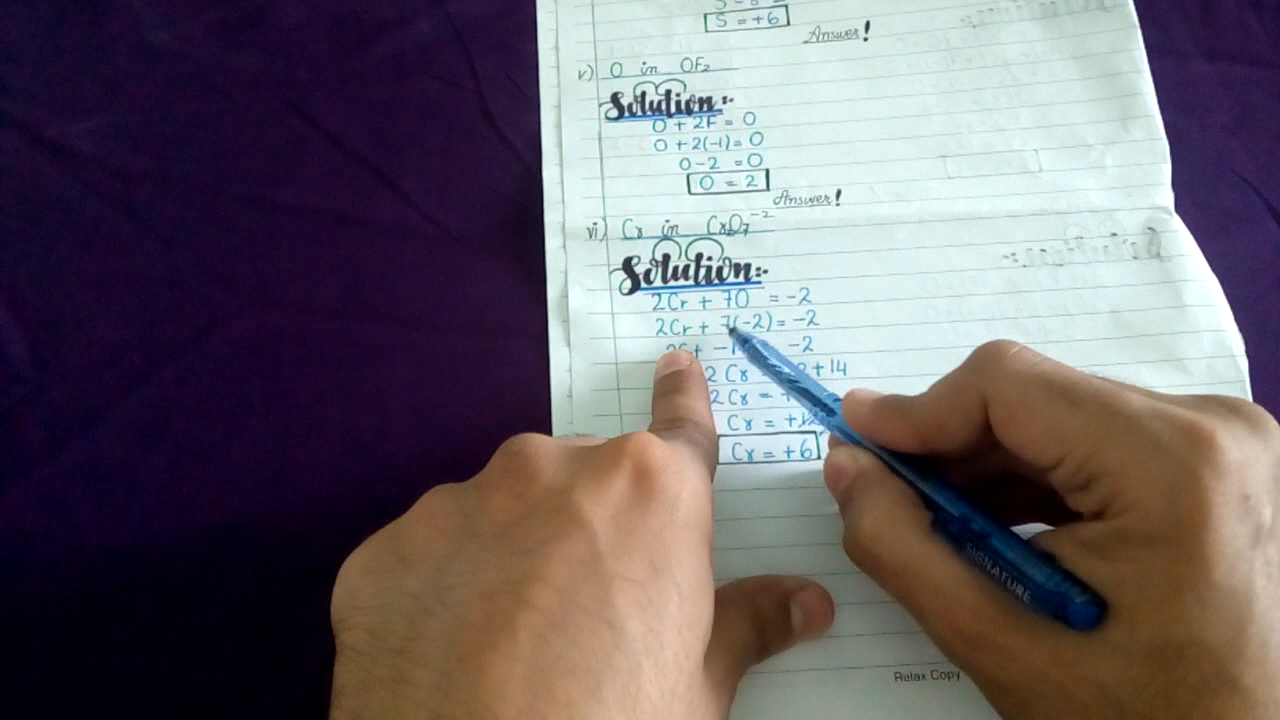 S = +6
Answer!
v) O in OF₂
Solution:-
O + 2F = 0
O + 2(-1) = 0
O - 2 = 0
O = 2
Answer!
vi) Cr in Cr₂O₇⁻²
Solution:-
2Cr + 7O = -2
2Cr + 7(-2) = -2
-2
2 Cr +14
2 Cr = +
Cr = +12
Cr = +6
SIGNATURE
Relax Copy